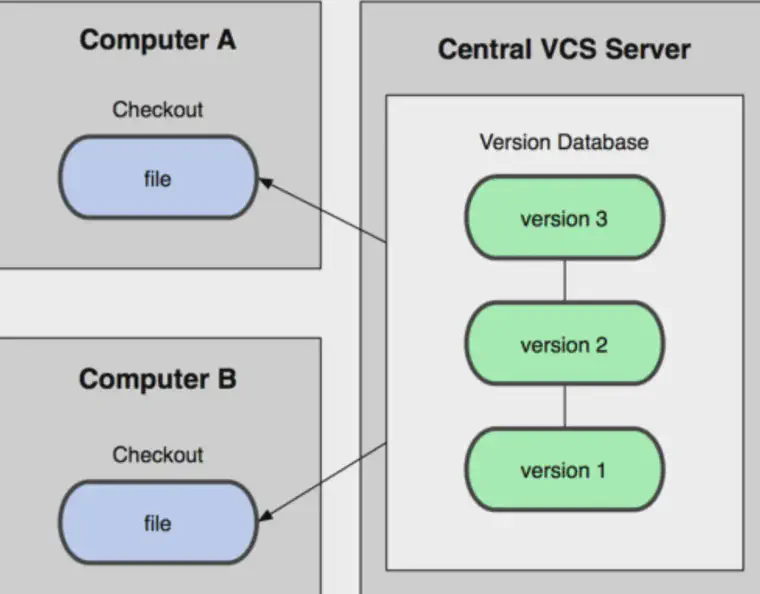 Computer A
Checkout
file
Computer B
Checkout
file
Central VCS Server
Version Database
version 3
version 2
version 1